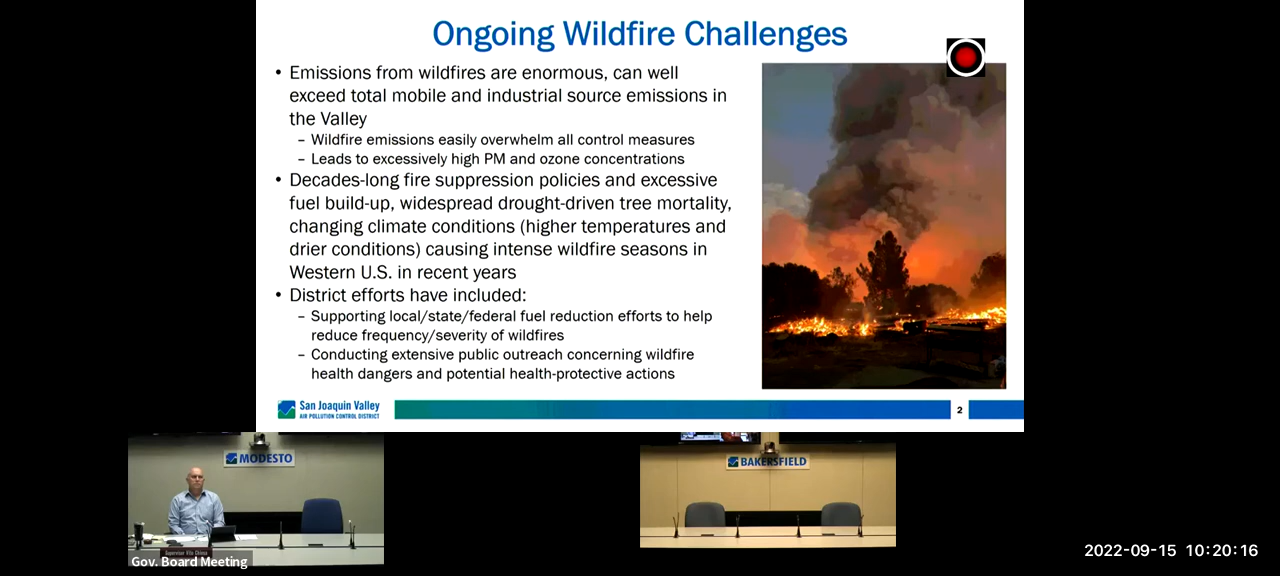 Ongoing Wildfire Challenges
• Emissions from wildfires are enormous, can well
exceed total mobile and industrial source emissions in
the Valley
– Wildfire emissions easily overwhelm all control measures
– Leads to excessively high PM and ozone concentrations
• Decades-long fire suppression policies and excessive
fuel build-up, widespread drought-driven tree mortality,
changing climate conditions (higher temperatures and
drier conditions) causing intense wildfire seasons in
Western U.S. in recent years
• District efforts have included:
– Supporting local/state/federal fuel reduction efforts to help
reduce frequency/severity of wildfires
– Conducting extensive public outreach concerning wildfire
health dangers and potential health-protective actions
San Joaquin Valley
AIR POLLUTION CONTROL DISTRICT
2
MODESTO
BAKERSFIELD
Supervisor
Gov. Board Meeting
2022-09-15 10:20:16